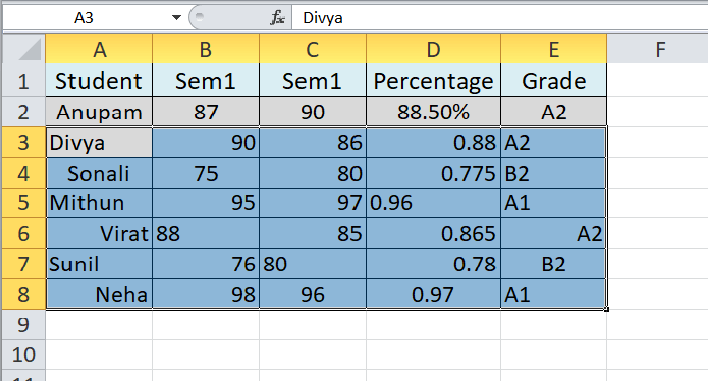 A3 fx Divya
A B C D E F
1 Student Sem1 Sem1 Percentage Grade
2 Anupam 87 90 88.50% A2
3 Divya 90 86 0.88 A2
4 Sonali 75 80 0.775 B2
5 Mithun 95 97 0.96 A1
6 Virat 88 85 0.865 A2
7 Sunil 76 80 0.78 B2
8 Neha 98 96 0.97 A1
9
10
11